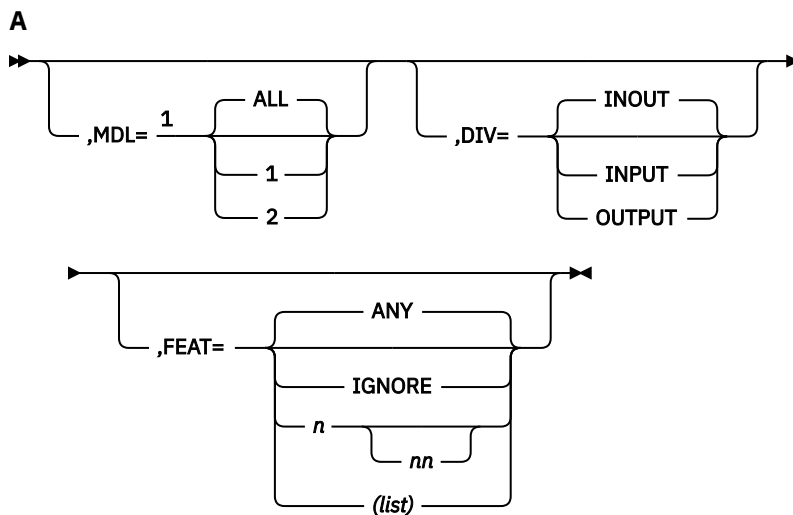 A
,MDL= 1
ALL
1
2
,DIV=
INOUT
INPUT
OUTPUT
,FEAT=
ANY
IGNORE
n
nn
(list)